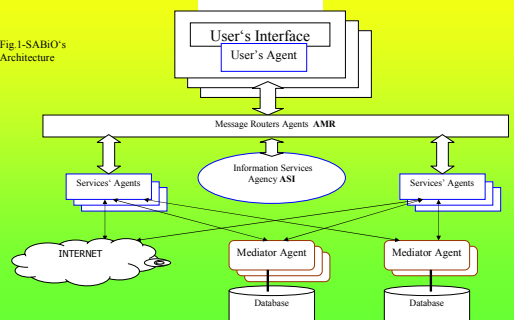 Fig.1-SABiO‘s
Architecture
User‘s Interface
User’s Agent
Message Routers Agents AMR
Services’ Agents
Information Services
Agency ASI
Services’ Agents
INTERNET
Mediator Agent
Mediator Agent
Database
Database